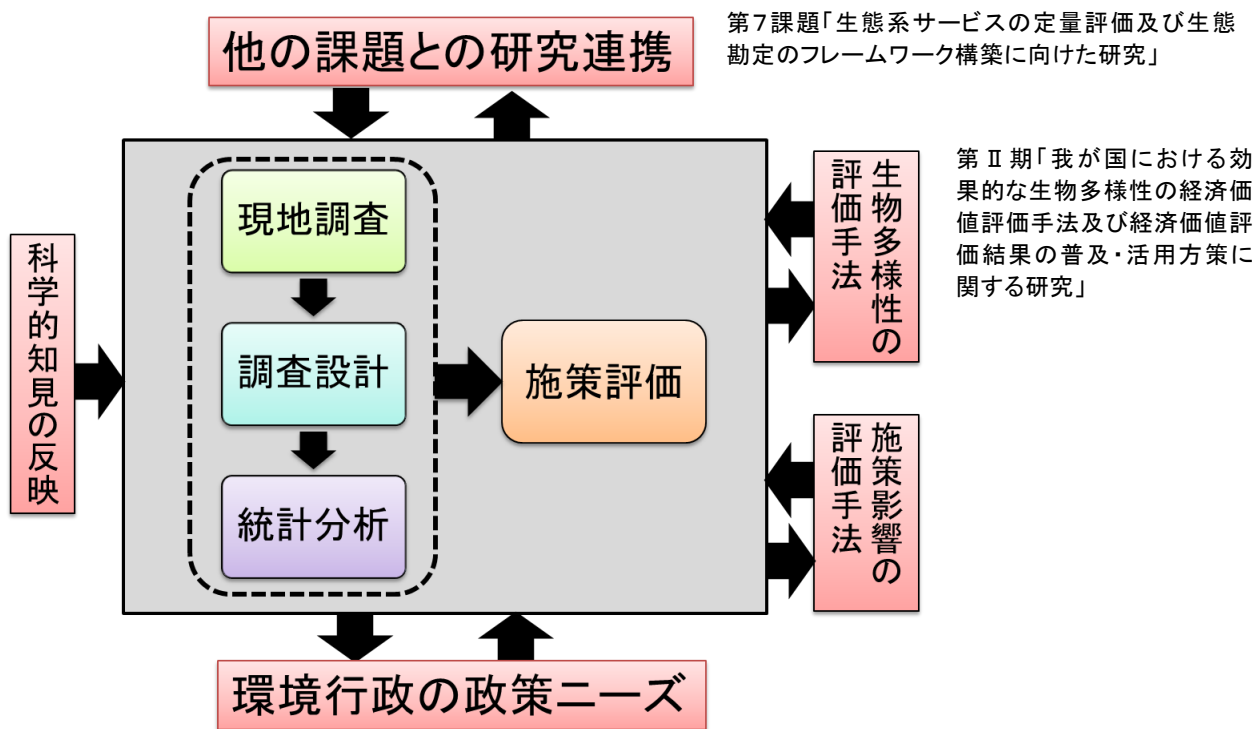 他の課題との研究連携
第7課題「生態系サービスの定量評価及び生態
勘定のフレームワーク構築に向けた研究」
科学的知見の反映
現地調査
調査設計
統計分析
施策評価
生物多様性の
評価手法
第Ⅱ期「我が国における効
果的な生物多様性の経済価
値評価手法及び経済価値評
価結果の普及・活用方策に
関する研究」
施策影響の
評価手法
環境行政の政策ニーズ